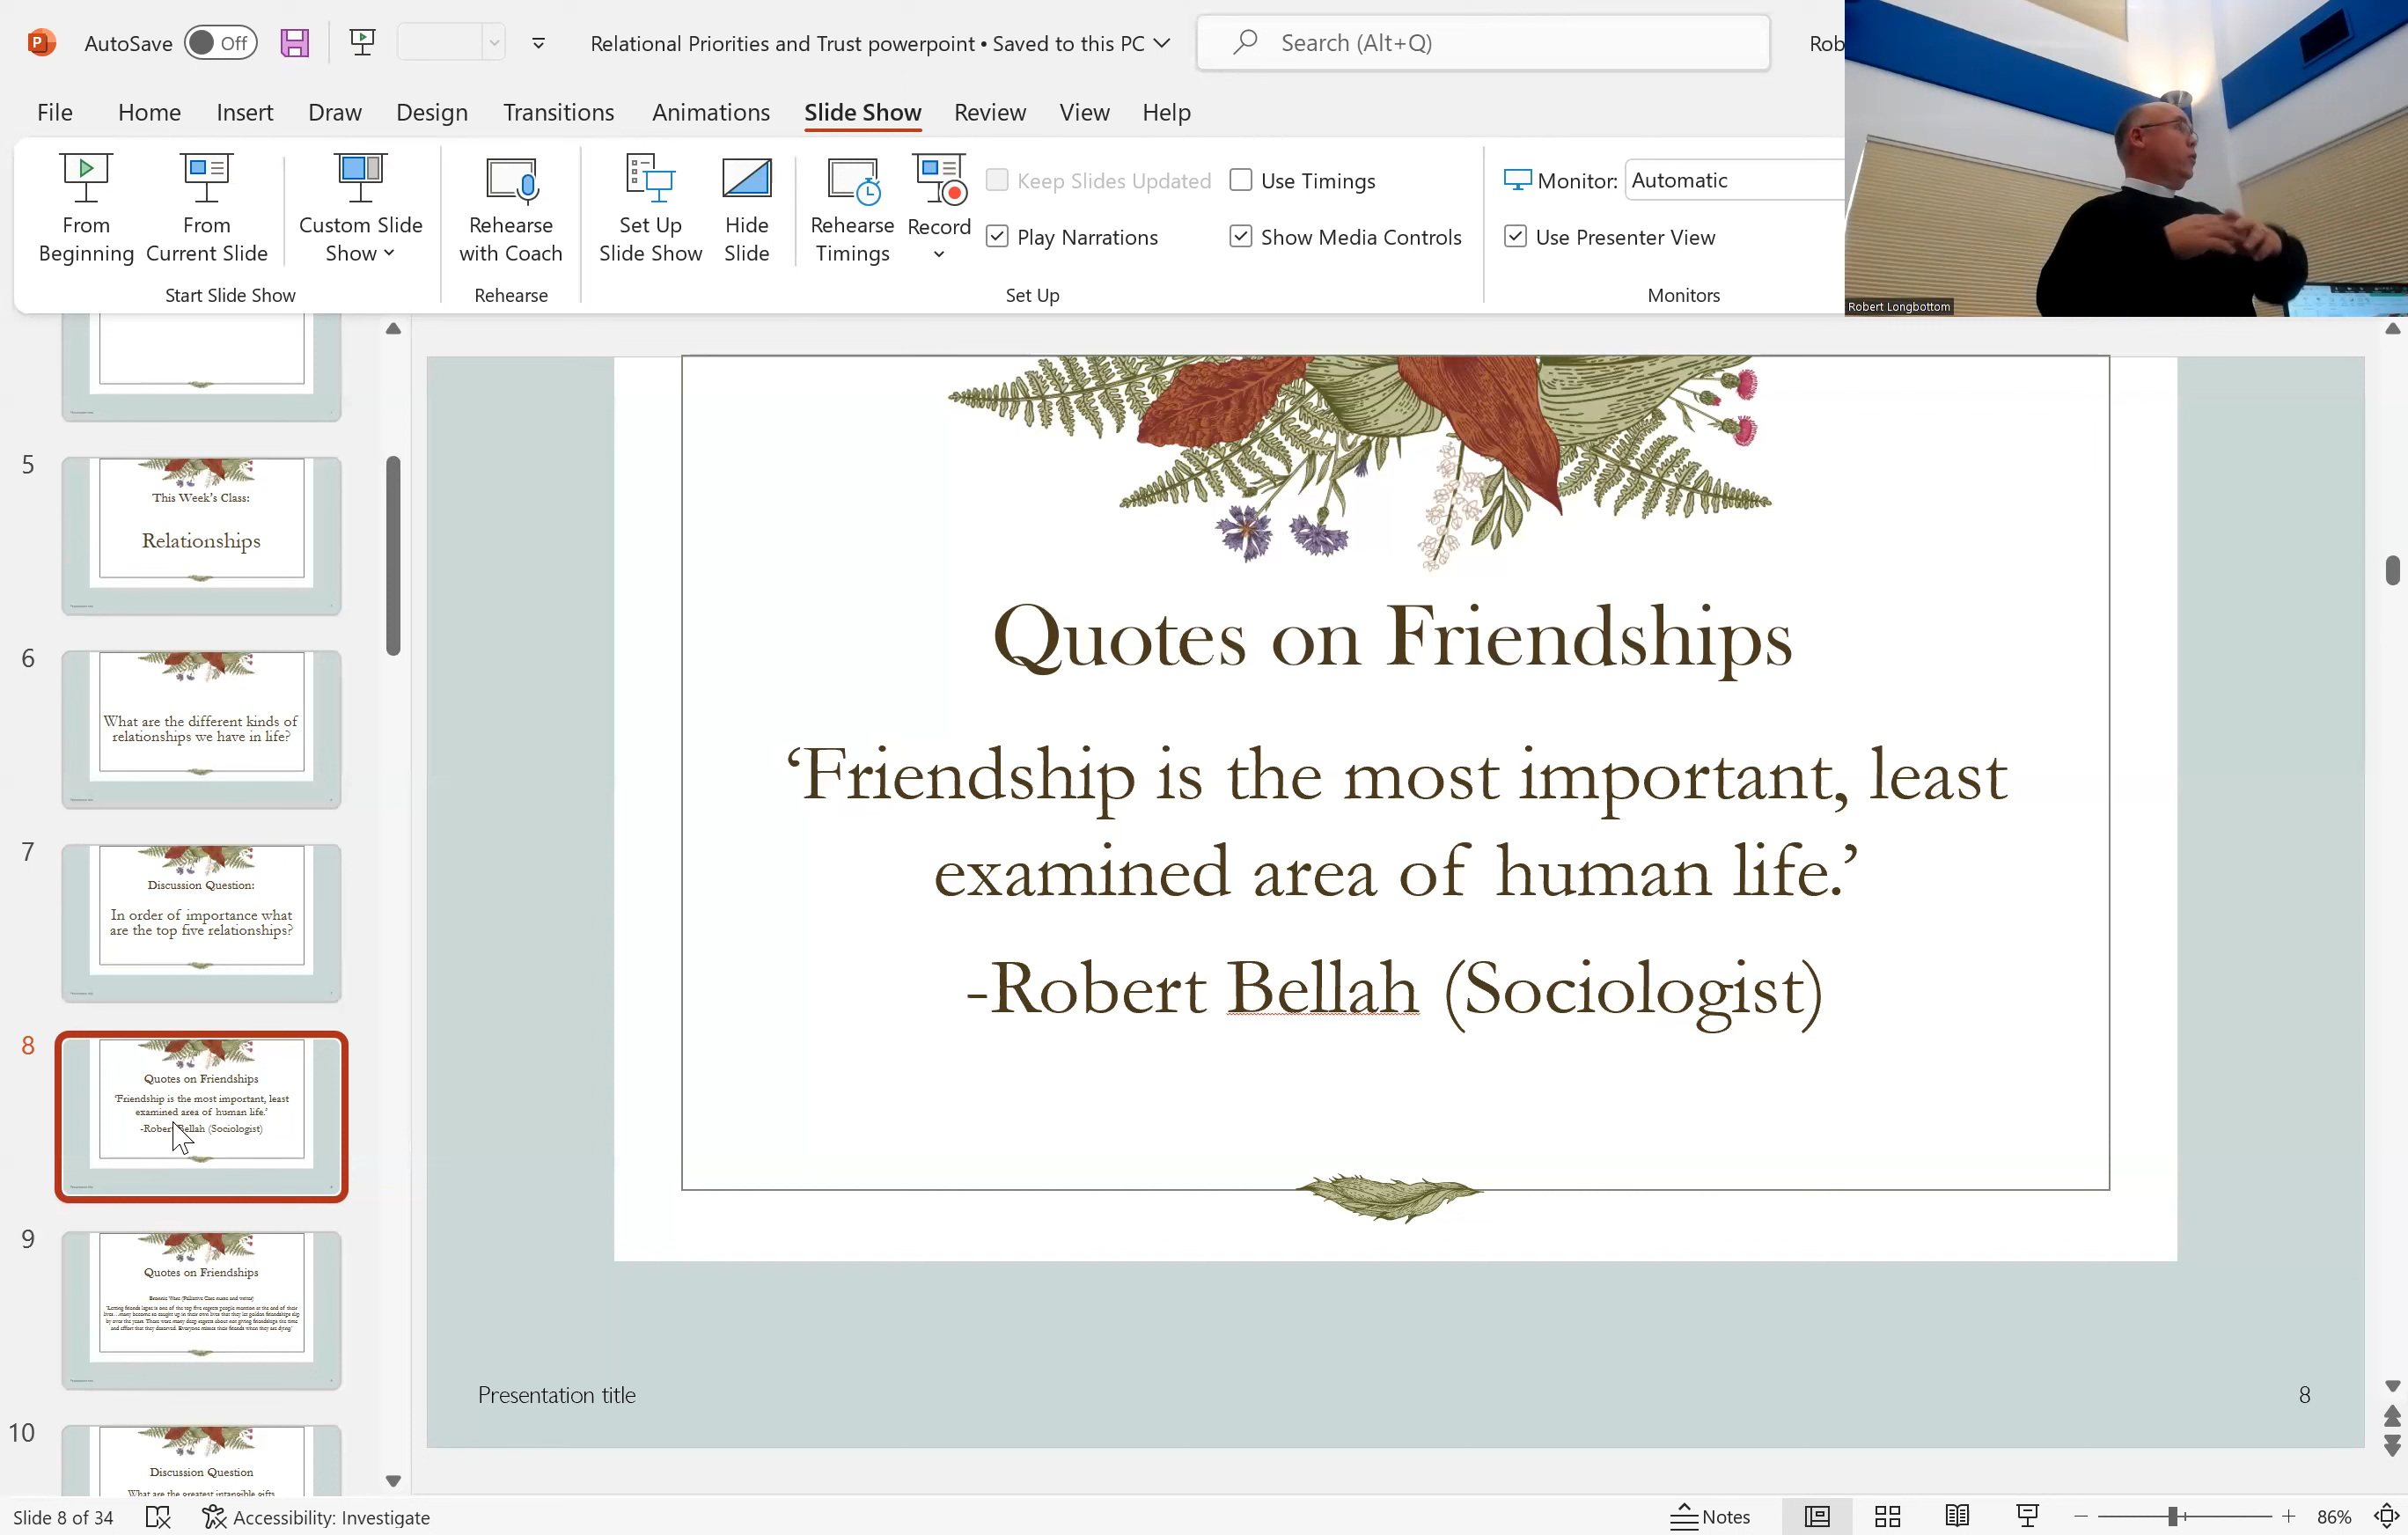 AutoSave Off
Relational Priorities and Trust powerpoint • Saved to this PC
Search (Alt+Q)
Rob
File Home Insert Draw Design Transitions Animations Slide Show Review View Help
From Beginning
From Current Slide
Custom Slide Show
Rehearse with Coach
Set Up Slide Show
Hide Slide
Rehearse Timings
Record
Keep Slides Updated
Use Timings
Play Narrations
Show Media Controls
Monitor: Automatic
Use Presenter View
Start Slide Show
Rehearse
Set Up
Monitors
Robert Longbottom
5
This Week's Class:
Relationships
6
What are the different kinds of
relationships we have in life?
7
Discussion Question:
In order of importance what
are the top five relationships?
8
Quotes on Friendships
‘Friendship is the most important, least
examined area of human life.’
-Robert Bellah (Sociologist)
9
Quotes on Friendships
10
Discussion Question
What are the greatest intangible gifts
Quotes on Friendships
‘Friendship is the most important, least
examined area of human life.’
-Robert Bellah (Sociologist)
Presentation title
8
Slide 8 of 34
Accessibility: Investigate
Notes
86%